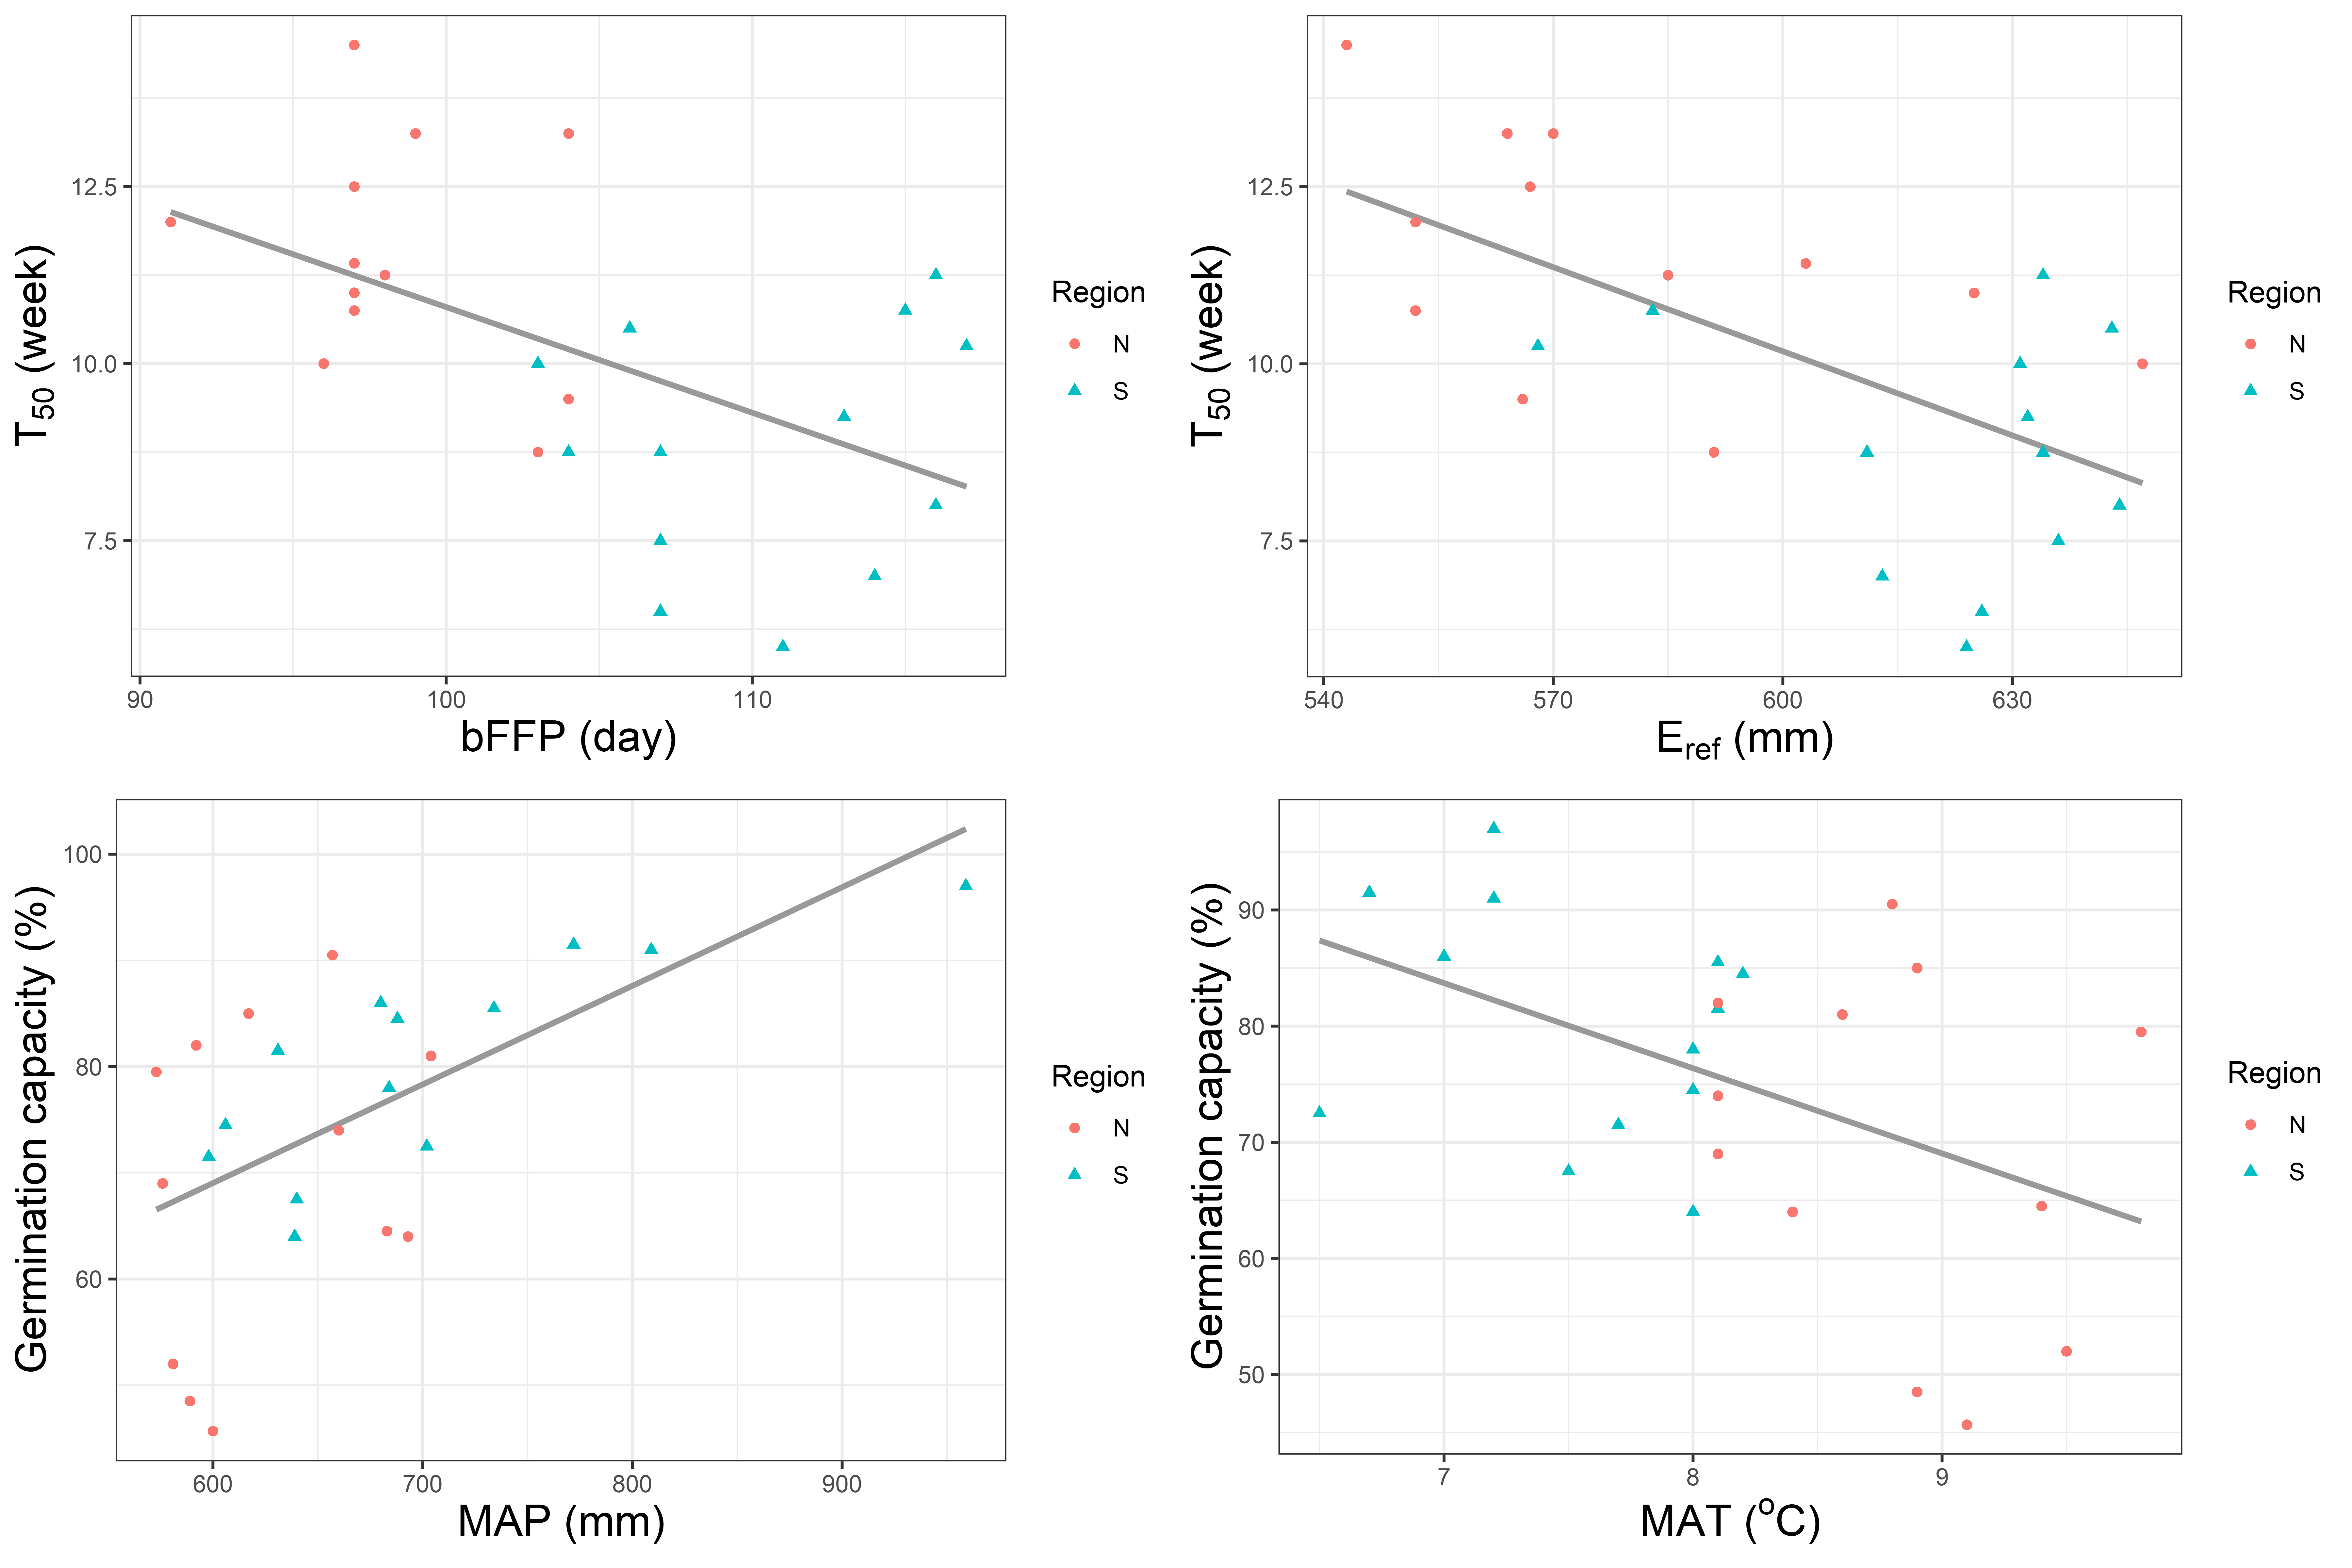 12.5
10.0
7.5
T50 (week)
90 100 110
bFFP (day)
Region
N
S
12.5
10.0
7.5
T50 (week)
540 570 600 630
Eref (mm)
Region
N
S
100
80
60
Germination capacity (%)
600 700 800 900
MAP (mm)
Region
N
S
90
80
70
60
50
Germination capacity (%)
7 8 9
MAT (oC)
Region
N
S